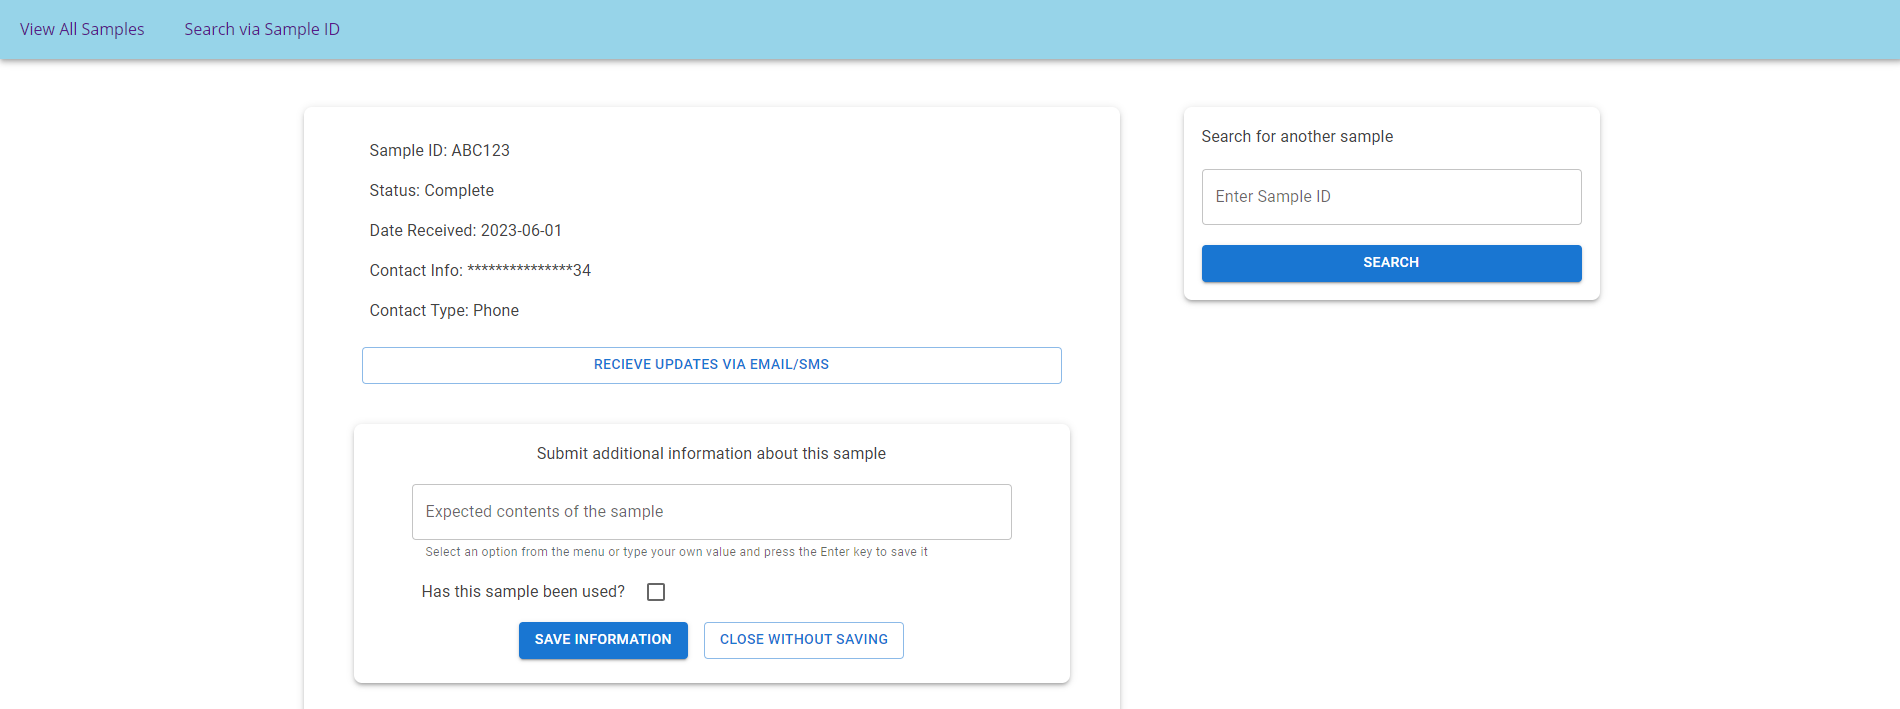 View All Samples
Search via Sample ID
Sample ID: ABC123
Status: Complete
Date Received: 2023-06-01
Contact Info: ***************34
Contact Type: Phone
RECIEVE UPDATES VIA EMAIL/SMS
Submit additional information about this sample
Expected contents of the sample
Select an option from the menu or type your own value and press the Enter key to save it
Has this sample been used?
SAVE INFORMATION
CLOSE WITHOUT SAVING
Search for another sample
Enter Sample ID
SEARCH